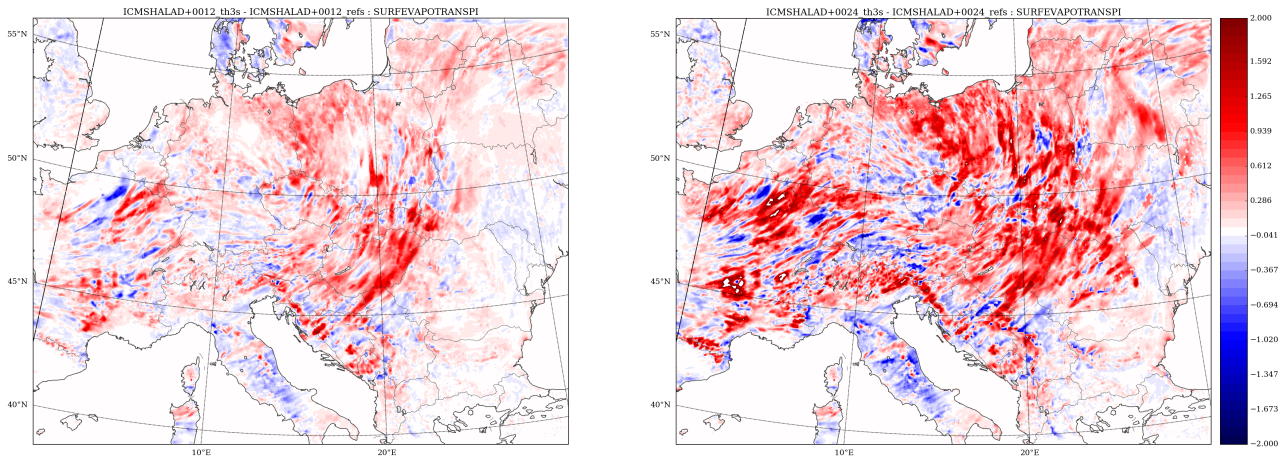 ICMSHALAD+0012_th3s - ICMSHALAD+0012_refs : SURFEVAPOTRANSPI
55°N
50°N
45°N
40°N
10°E
20°E
ICMSHALAD+0024_th3s - ICMSHALAD+0024_refs : SURFEVAPOTRANSPI
55°N
50°N
45°N
40°N
10°E
20°E
2.000
1.592
1.265
0.939
0.612
0.286
−0.041
−0.367
−0.694
−1.020
−1.347
−1.673
−2.000